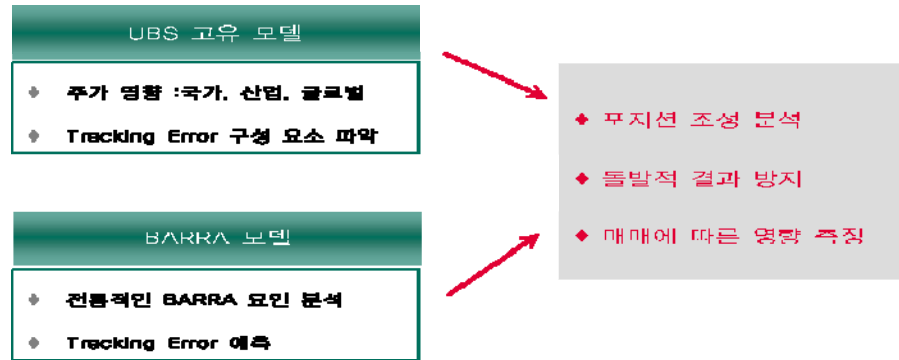 UBS 고유 모델
주가 영향 :국가, 산업, 글로벌
Tracking Error 구성 요소 파악
포지션 조성 분석
돌발적 결과 방지
매매에 따른 영향 측정
BARRA 모델
전통적인 BARRA 요인 분석
Tracking Error 예측